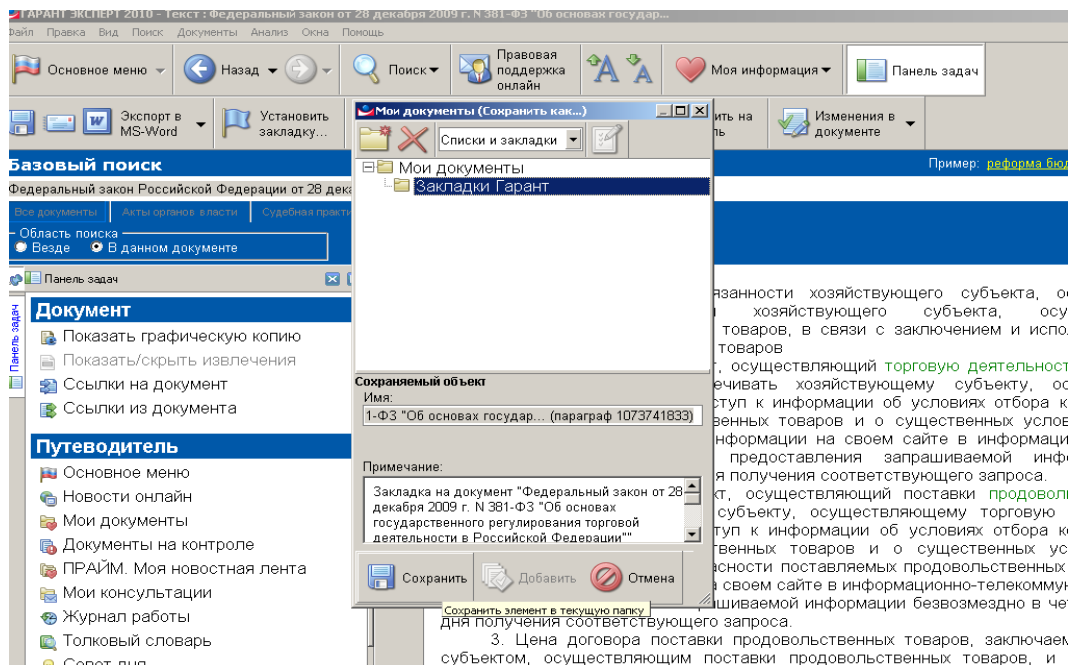 ГАРАНТ ЭКСПЕРТ 2010 - Текст : Федеральный закон от 28 декабря 2009 г. N 381-ФЗ "Об основах государ...
Файл Правка Вид Поиск Документы Анализ Окна Помощь
Основное меню Назад Поиск Правовая поддержка онлайн Моя информация Панель задач
Экспорт в MS-Word Установить закладку... Изменения в документе
Базовый поиск
Пример: реформа бюд
Федеральный закон Российской Федерации от 28 дека
Все документы Акты органов власти Судебная практи
Область поиска
Везде В данном документе
Панель задач
Панель задач
Документ
Показать графическую копию
Показать/скрыть извлечения
Ссылки на документ
Ссылки из документа
Путеводитель
Основное меню
Новости онлайн
Мои документы
Документы на контроле
ПРАЙМ. Моя новостная лента
Мои консультации
Журнал работы
Толковый словарь
Совет дня
Мои документы (Сохранить как...)
Списки и закладки
Мои документы
Закладки Гарант
Сохраняемый объект
Имя:
1-ФЗ "Об основах государ... (параграф 1073741833)
Примечание:
Закладка на документ "Федеральный закон от 28
декабря 2009 г. N 381-ФЗ "Об основах
государственного регулирования торговой
деятельности в Российской Федерации""
Сохранить Добавить Отмена
Сохранить элемент в текущую папку
язанности хозяйствующего субъекта, ос
хозяйствующего субъекта, осу
товаров, в связи с заключением и испол
товаров
, осуществляющий торговую деятельност
ечивать хозяйствующему субъекту, ос
ступ к информации об условиях отбора к
венных товаров и о существенных услов
нформации на своем сайте в информаци
предоставления запрашиваемой инфо
я получения соответствующего запроса.
кт, осуществляющий поставки продоволь
субъекту, осуществляющему торговую
туп к информации об условиях отбора ко
твенных товаров и о существенных ус
асности поставляемых продовольственных
а своем сайте в информационно-телекоммун
ашиваемой информации безвозмездно в че
дня получения соответствующего запроса.
3. Цена договора поставки продовольственных товаров, заключаем
субъектом, осуществляющим поставки продовольственных товаров, и